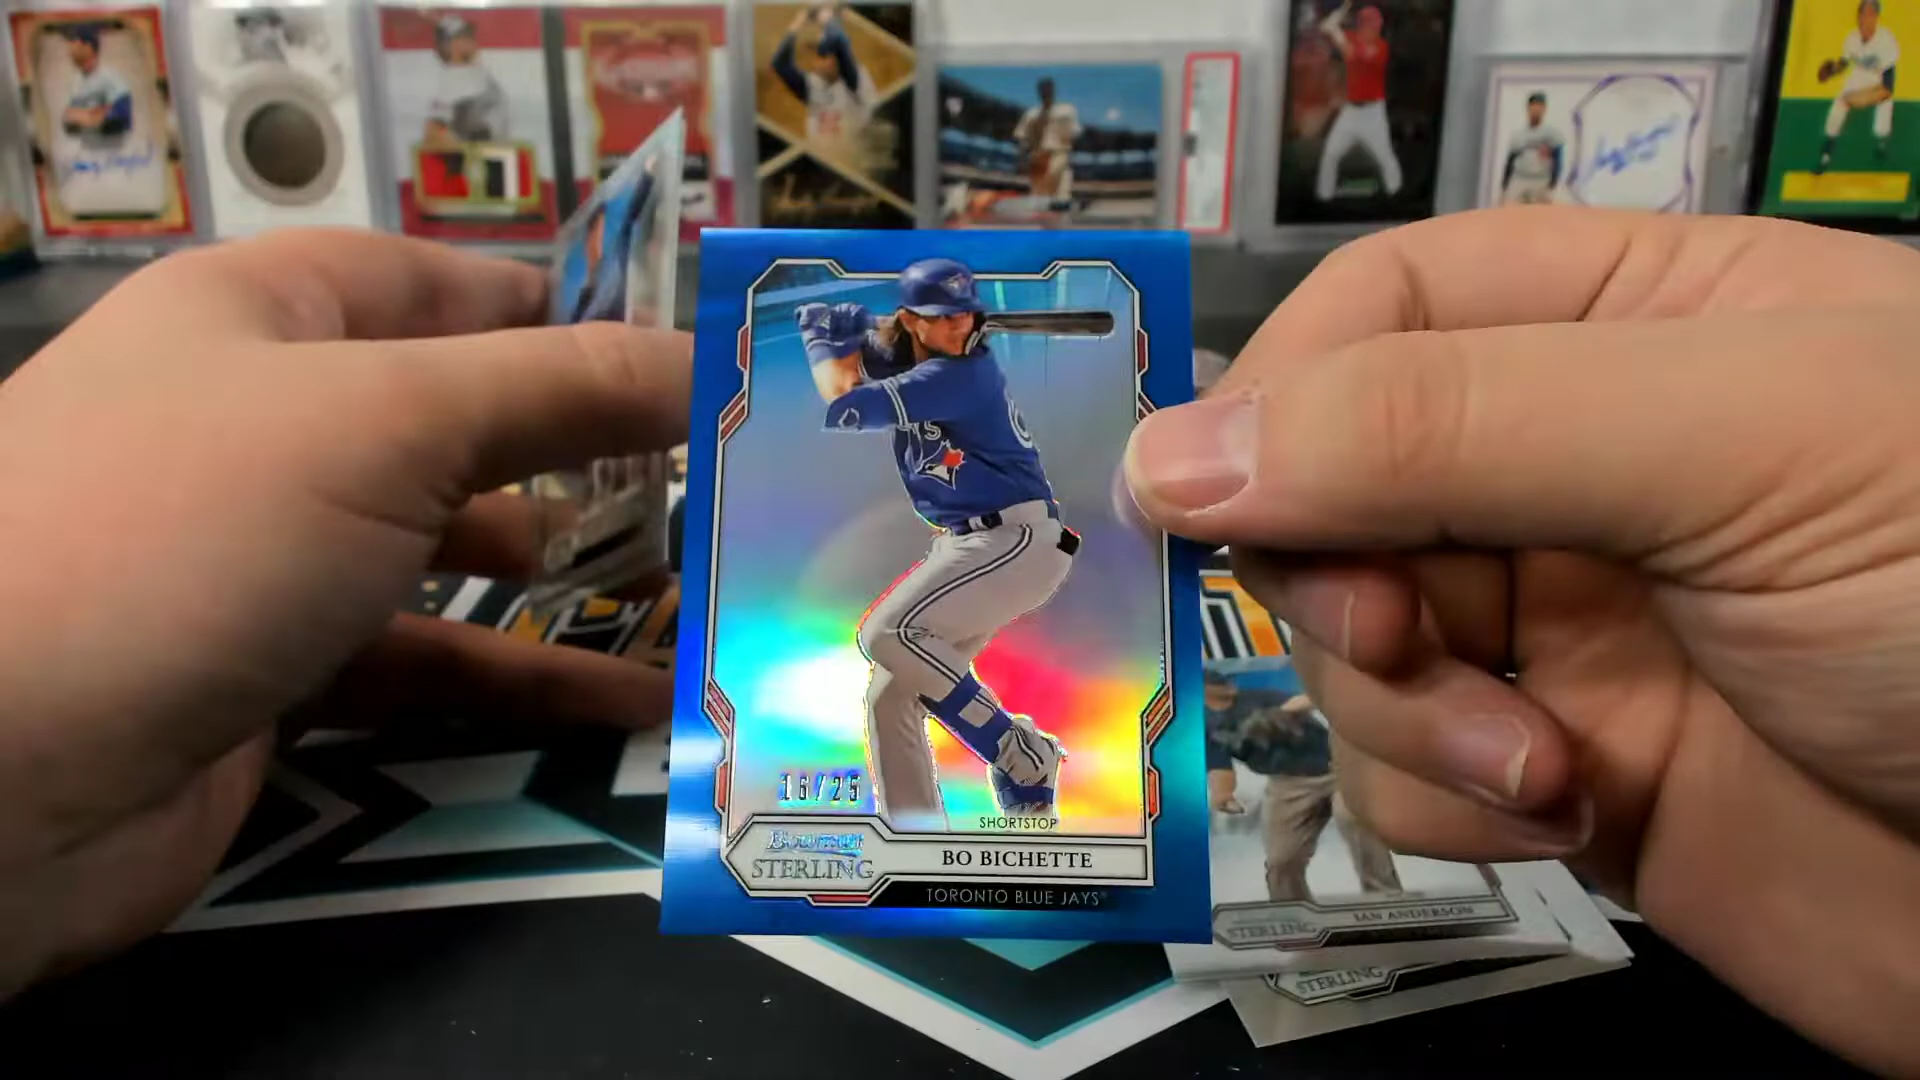 16/25
SHORTSTOP
Bowman
STERLING
BO BICHETTE
TORONTO BLUE JAYS
IAN ANDERSON
STERLING
STERLING